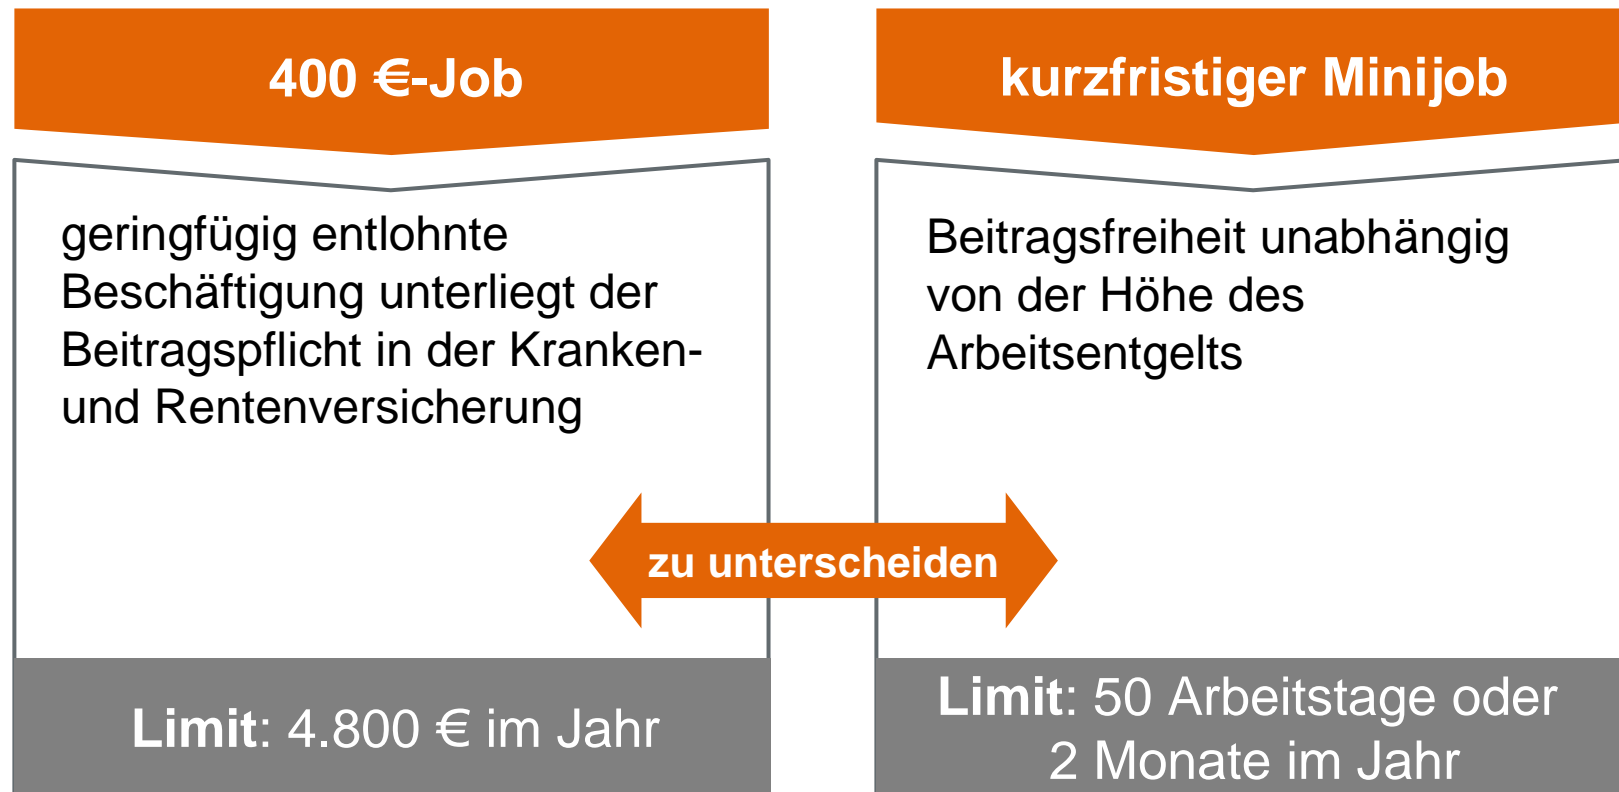 400 €-Job
geringfügig entlohnte
Beschäftigung unterliegt der
Beitragspflicht in der Kranken-
und Rentenversicherung
Limit: 4.800 € im Jahr
kurzfristiger Minijob
Beitragsfreiheit unabhängig
von der Höhe des
Arbeitsentgelts
Limit: 50 Arbeitstage oder
2 Monate im Jahr
zu unterscheiden